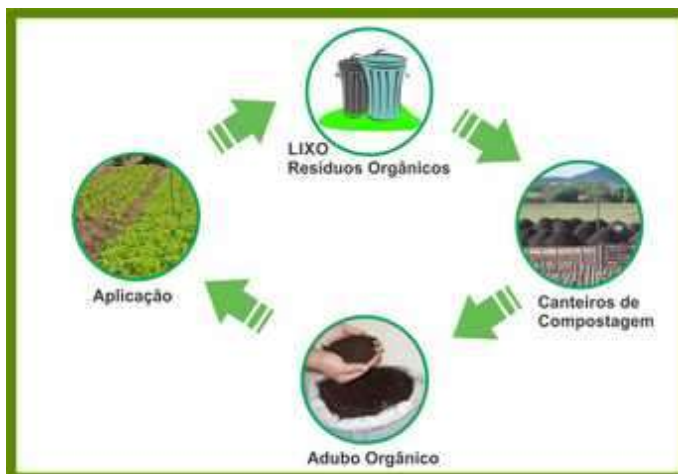 LIXO
Resíduos Orgânicos
Canteiros de
Compostagem
Adubo Orgânico
Aplicação